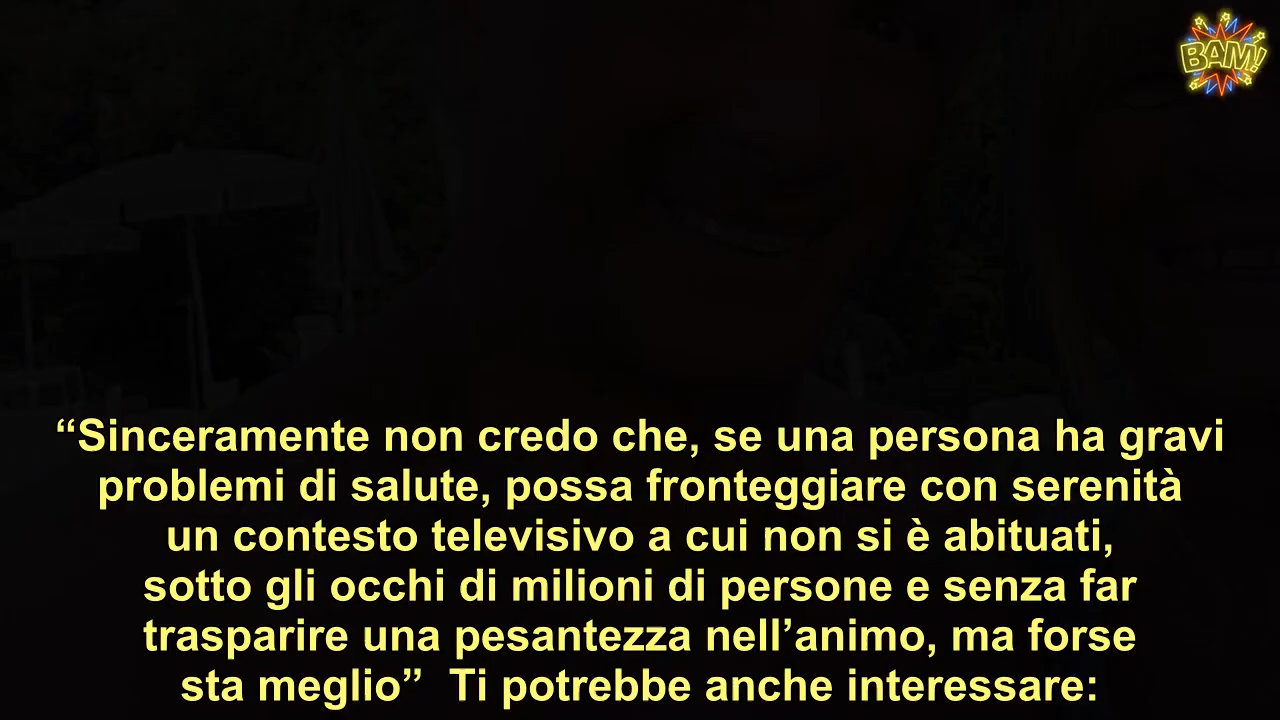 BAM!
“Sinceramente non credo che, se una persona ha gravi
problemi di salute, possa fronteggiare con serenità
un contesto televisivo a cui non si è abituati,
sotto gli occhi di milioni di persone e senza far
trasparire una pesantezza nell’animo, ma forse
sta meglio”  Ti potrebbe anche interessare: